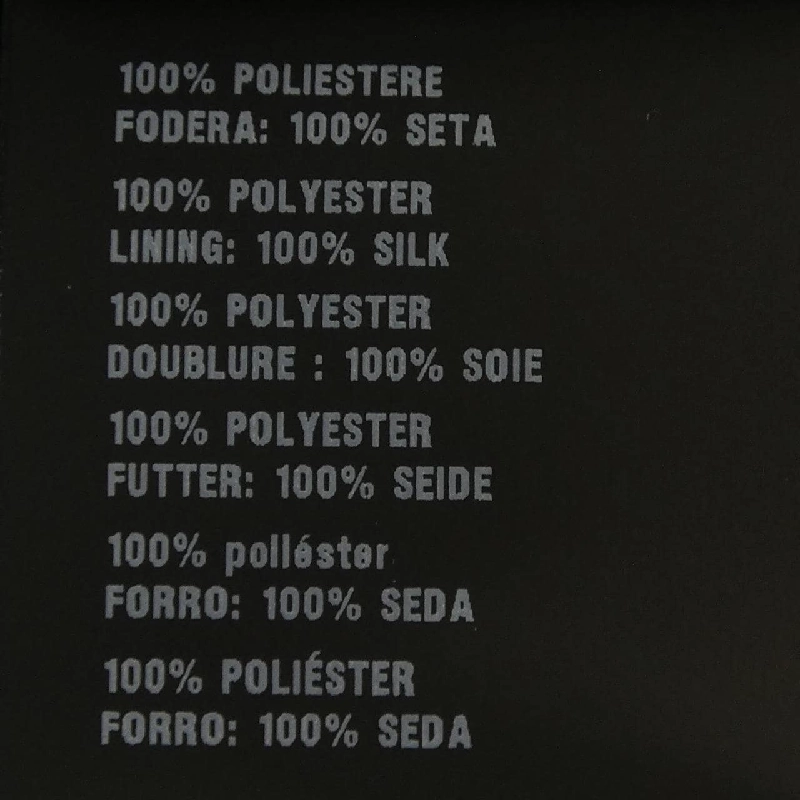 100% POLIESTERE
FODERA: 100% SETA
100% POLYESTER
LINING: 100% SILK
100% POLYESTER
DOUBLURE : 100% SOIE
100% POLYESTER
FUTTER: 100% SEIDE
100% poliéster
FORRO: 100% SEDA
100% POLIÉSTER
FORRO: 100% SEDA